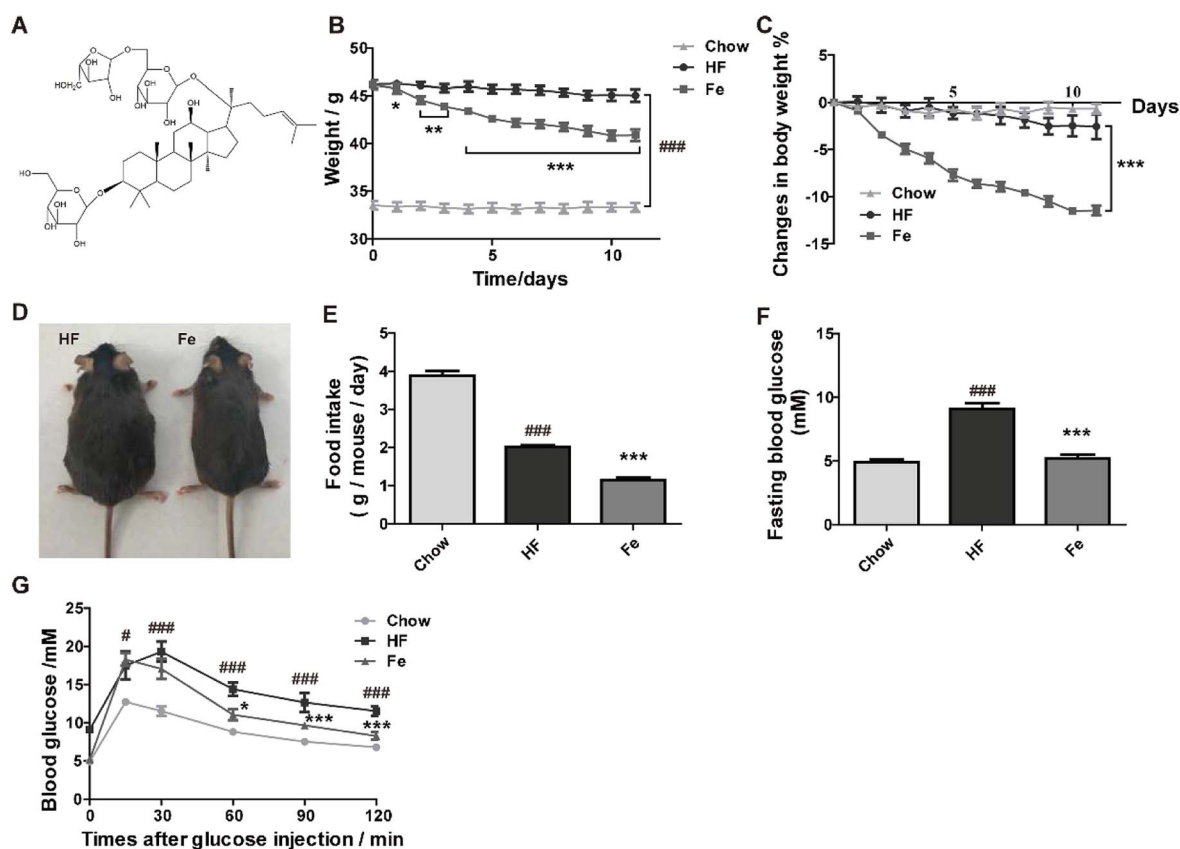 A
O
O
OH
OH
HOH₂C
OH
O
O
HO
HO
OH
O
OH
HO
O
HO
HO
OH
O
OH
B
Weight / g
50
45
40
35
30
0
5
10
Time/days
*
**
***
###
Chow
HF
Fe
C
Changes in body weight %
5
0
-5
-10
-15
5
10
Days
***
Chow
HF
Fe
D
HF
Fe
E
Food intake
( g / mouse / day)
5
4
3
2
1
0
###
***
Chow
HF
Fe
F
Fasting blood glucose
(mM)
15
10
5
0
###
***
Chow
HF
Fe
G
Blood glucose /mM
25
20
15
10
5
0
#
###
###
###
###
*
***
***
Chow
HF
Fe
0
30
60
90
120
Times after glucose injection / min